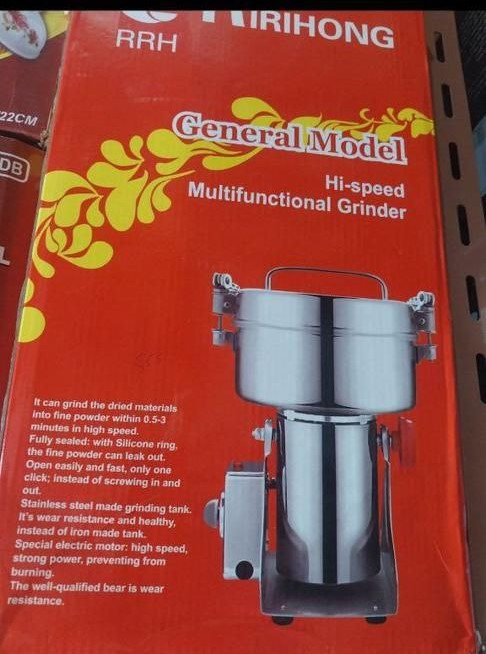 RRH
RIRIHONG
22CM
DB
L
General Model
Hi-speed
Multifunctional Grinder
It can grind the dried materials
into fine powder within 0.5-3
minutes in high speed.
Fully sealed: with Silicone ring,
the fine powder can leak out.
Open easily and fast, only one
click; instead of screwing in and
out.
Stainless steel made grinding tank.
It's wear resistance and healthy,
instead of iron made tank.
Special electric motor: high speed,
strong power, preventing from
burning.
The well-qualified bear is wear
resistance.